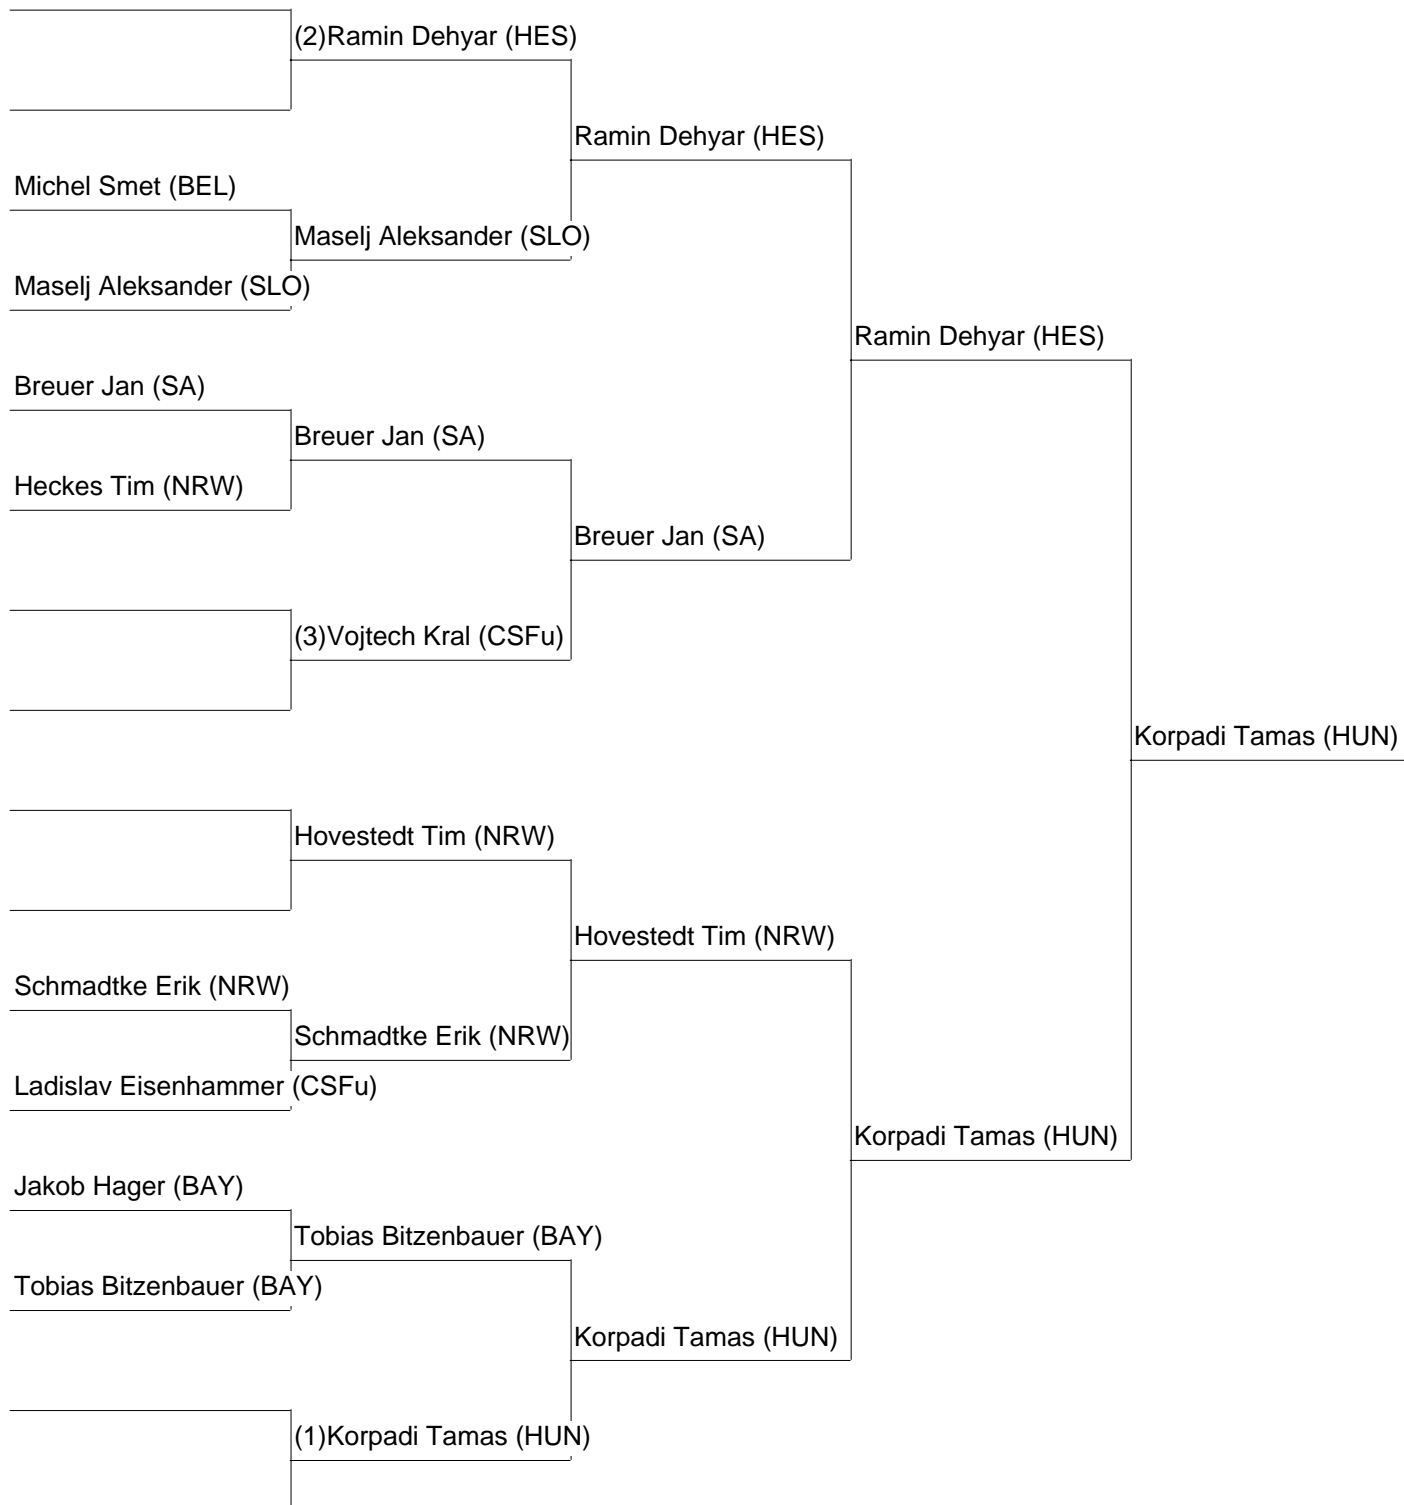 (2)Ramin Dehyar (HES)
Ramin Dehyar (HES)
Michel Smet (BEL)
Maselj Aleksander (SLO)
Maselj Aleksander (SLO)
Ramin Dehyar (HES)
Breuer Jan (SA)
Breuer Jan (SA)
Heckes Tim (NRW)
Breuer Jan (SA)
(3)Vojtech Kral (CSFu)
Korpadi Tamas (HUN)
Hovestedt Tim (NRW)
Hovestedt Tim (NRW)
Schmadtke Erik (NRW)
Schmadtke Erik (NRW)
Ladislav Eisenhammer (CSFu)
Korpadi Tamas (HUN)
Jakob Hager (BAY)
Tobias Bitzenbauer (BAY)
Tobias Bitzenbauer (BAY)
Korpadi Tamas (HUN)
(1)Korpadi Tamas (HUN)